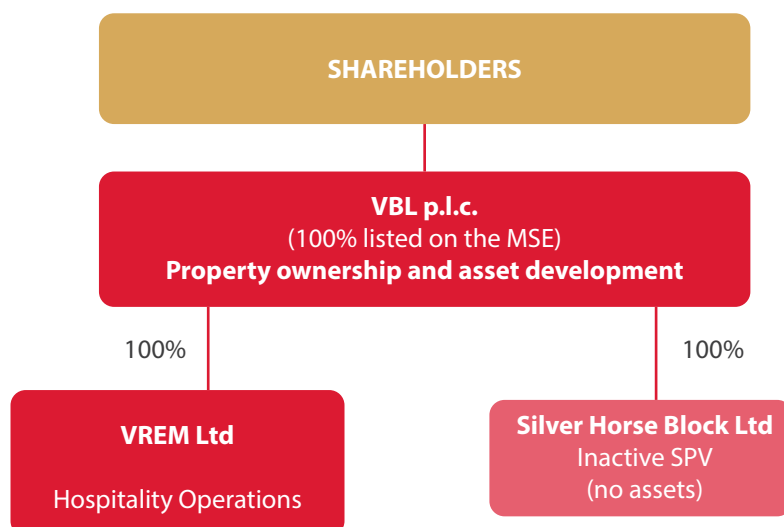 SHAREHOLDERS
VBL p.l.c.
(100% listed on the MSE)
Property ownership and asset development
100%
100%
VREM Ltd
Hospitality Operations
Silver Horse Block Ltd
Inactive SPV
(no assets)